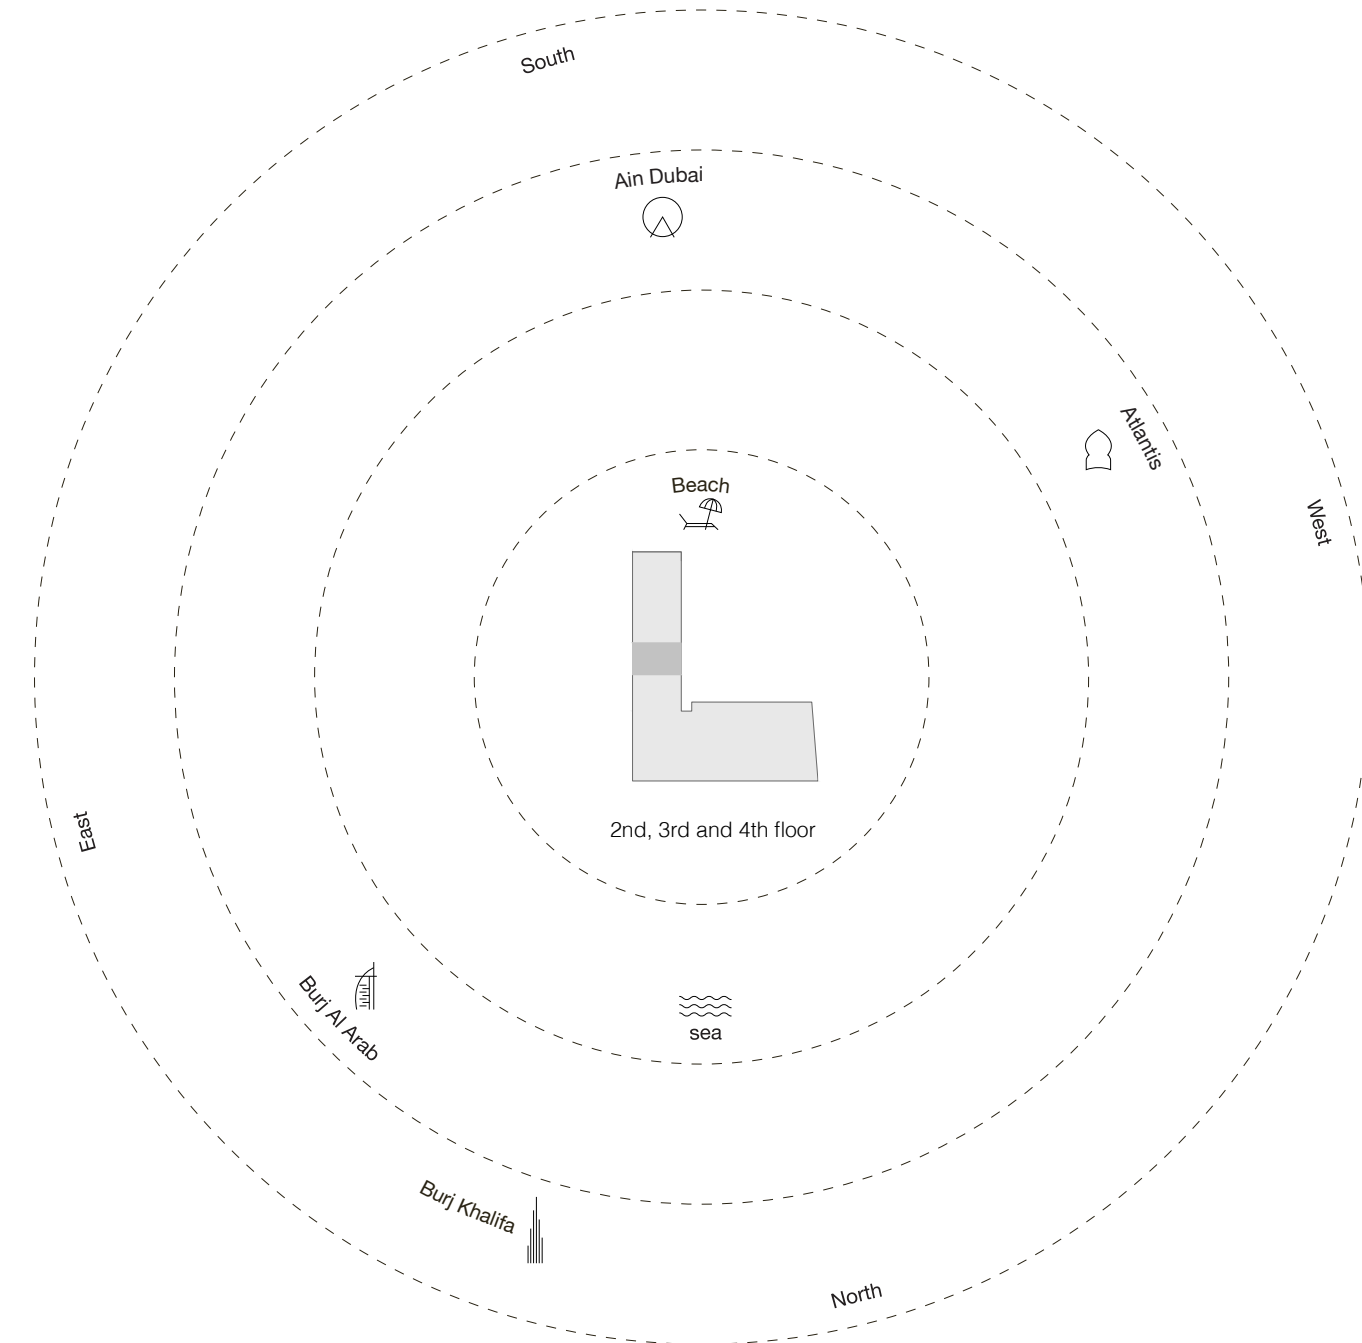 South
Ain Dubai
Atlantis
Beach
West
2nd, 3rd and 4th floor
East
Burj Al Arab
sea
Burj Khalifa
North